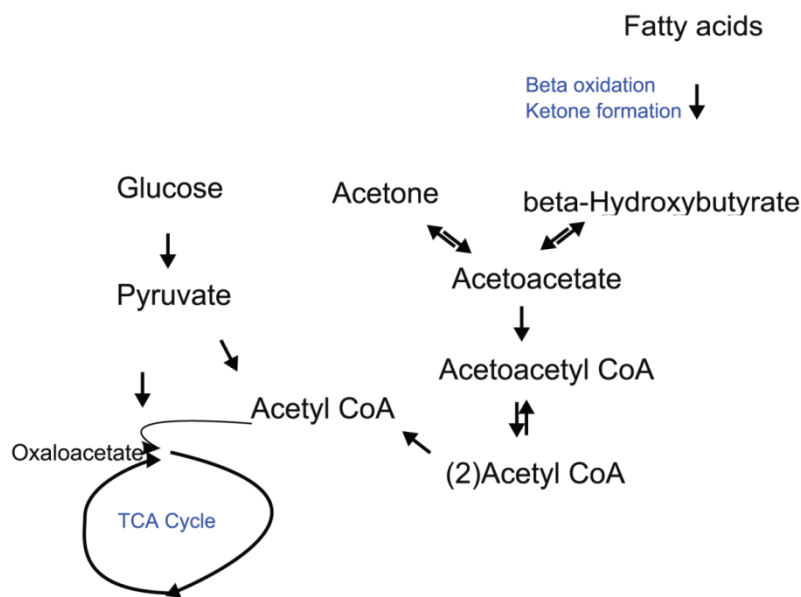 Fatty acids
Beta oxidation
Ketone formation
Glucose
Acetone
beta-Hydroxybutyrate
Pyruvate
Acetoacetate
Acetoacetyl CoA
Acetyl CoA
Oxaloacetate
(2)Acetyl CoA
TCA Cycle